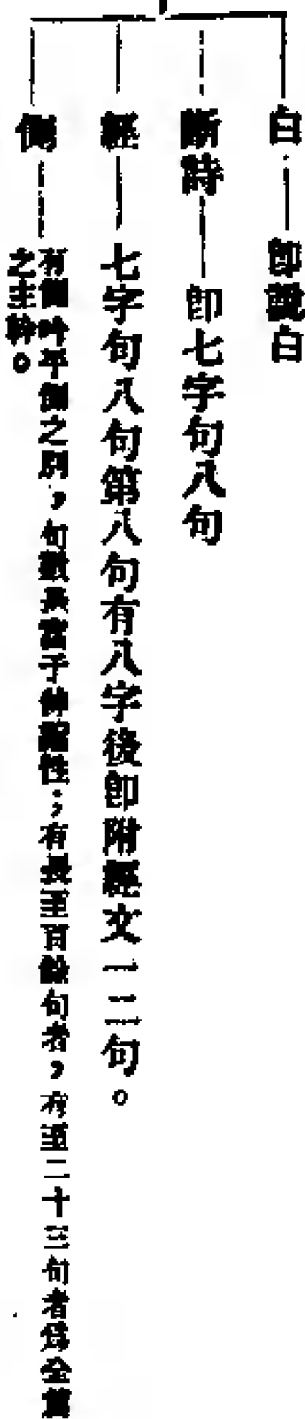 白——即說白
斷詩——即七字句八句
經——七字句八句第八句有八字後即附經文一二句。
側——有側吟平側之別，句數具富于伸縮性；有長至百餘句者，有至二十三句者爲全篇
之主幹。